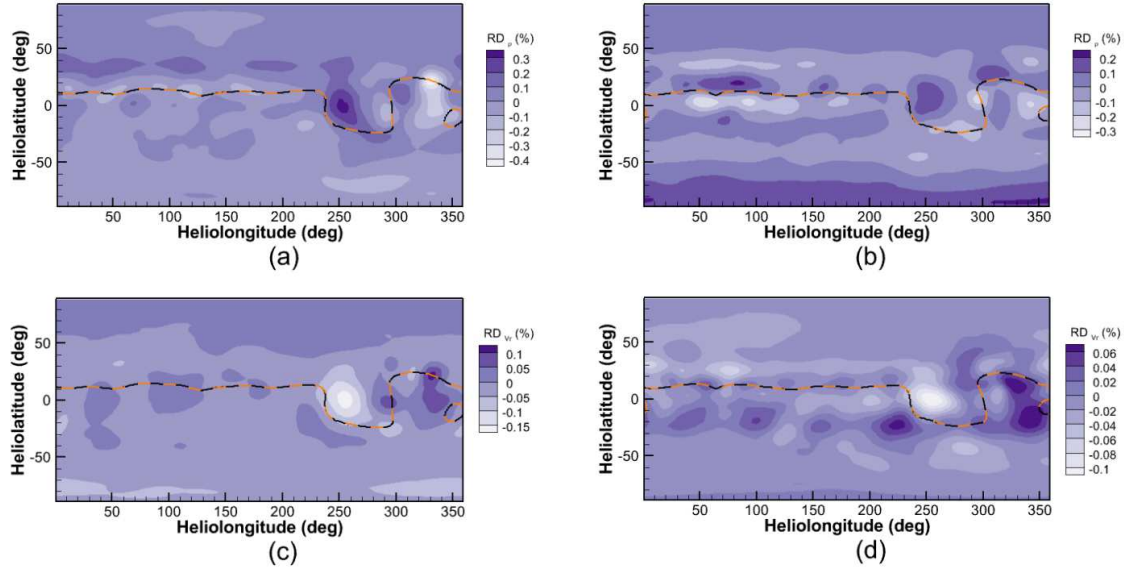 Heliolatitude (deg)
50
0
-50
50 100 150 200 250 300 350
Heliolongitude (deg)
(a)
RD ρ (%)
0.3
0.2
0.1
0
-0.1
-0.2
-0.3
-0.4
Heliolatitude (deg)
50
0
-50
50 100 150 200 250 300 350
Heliolongitude (deg)
(b)
RD ρ (%)
0.2
0.1
0
-0.1
-0.2
-0.3
Heliolatitude (deg)
50
0
-50
50 100 150 200 250 300 350
Heliolongitude (deg)
(c)
RD Vr (%)
0.1
0.05
0
-0.05
-0.1
-0.15
Heliolatitude (deg)
50
0
-50
50 100 150 200 250 300 350
Heliolongitude (deg)
(d)
RD Vr (%)
0.06
0.04
0.02
0
-0.02
-0.04
-0.06
-0.08
-0.1